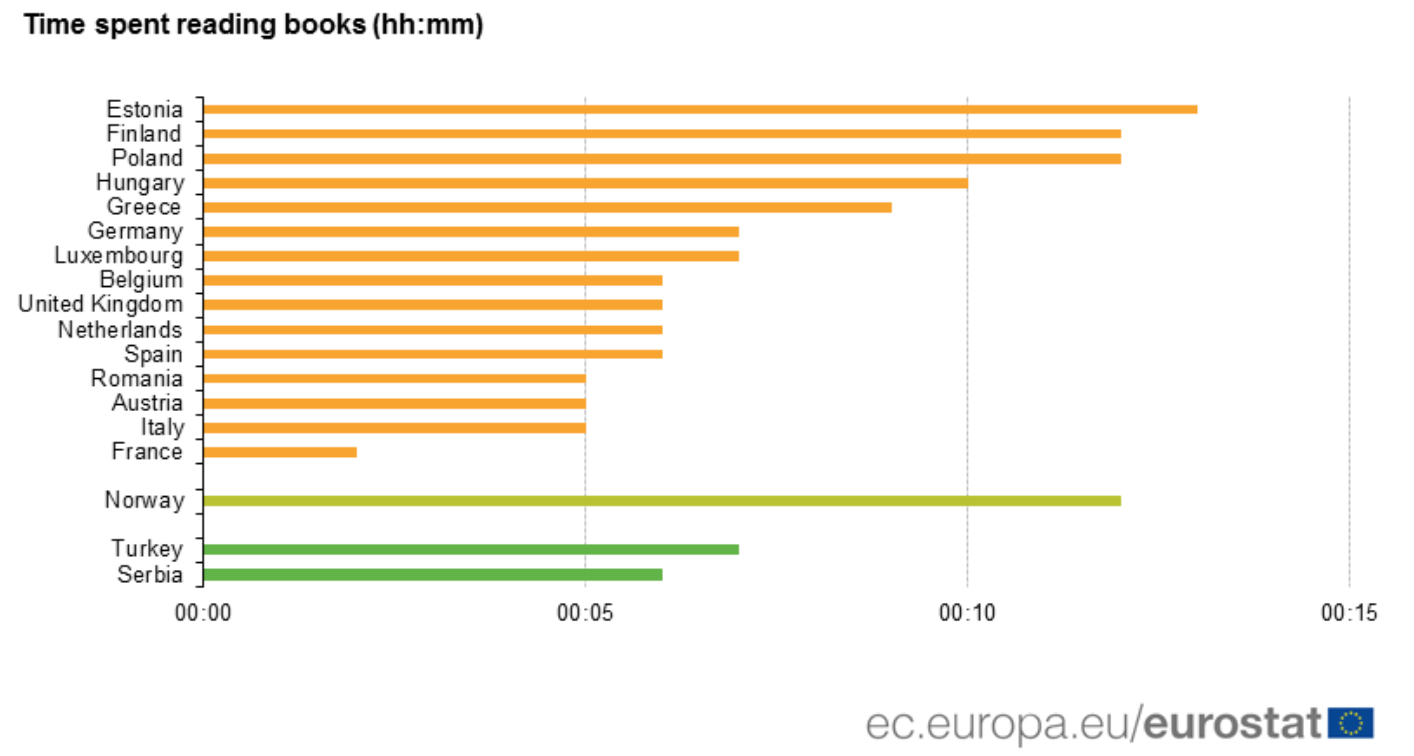 Time spent reading books (hh:mm)
Estonia
Finland
Poland
Hungary
Greece
Germany
Luxembourg
Belgium
United Kingdom
Netherlands
Spain
Romania
Austria
Italy
France
Norway
Turkey
Serbia
00:00 00:05 00:10 00:15
ec.europa.eu/eurostat